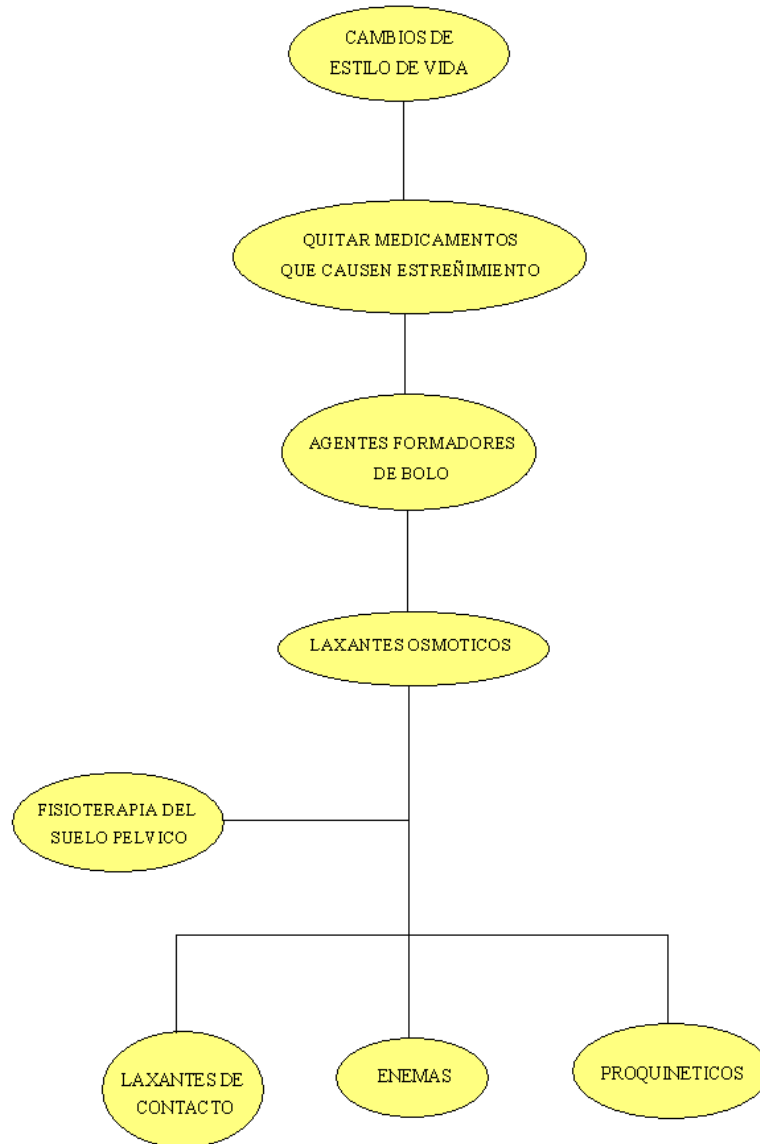 CAMBIOS DE
ESTILO DE VIDA
QUITAR MEDICAMENTOS
QUE CAUSEN ESTREÑIMIENTO
AGENTES FORMADORES
DE BOLO
LAXANTES OSMOTICOS
FISIOTERAPIA DEL
SUELO PELVICO
LAXANTES DE
CONTACTO
ENEMAS
PROQUINETICOS